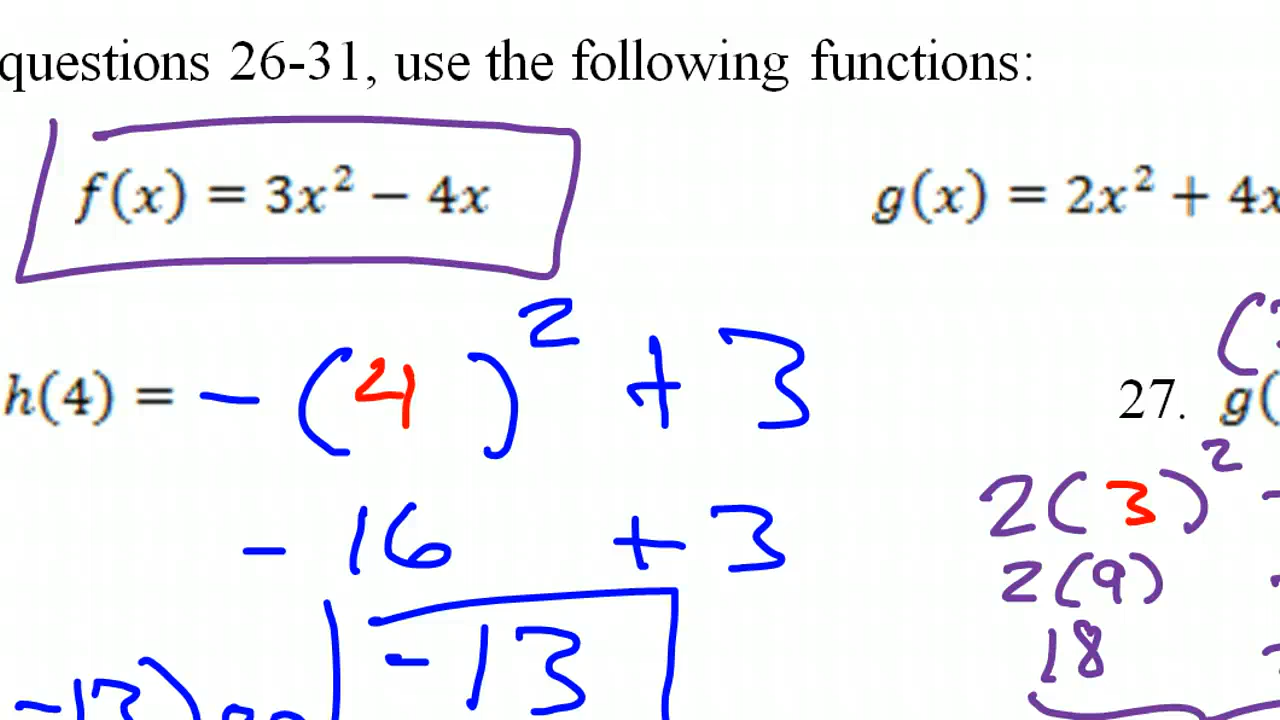 questions 26-31, use the following functions:
f(x) = 3x² − 4x
g(x) = 2x² + 4x
h(4) = −(4)² + 3
− 16 + 3
−13
27. g(
2(3)²
2(9)
18
−13)